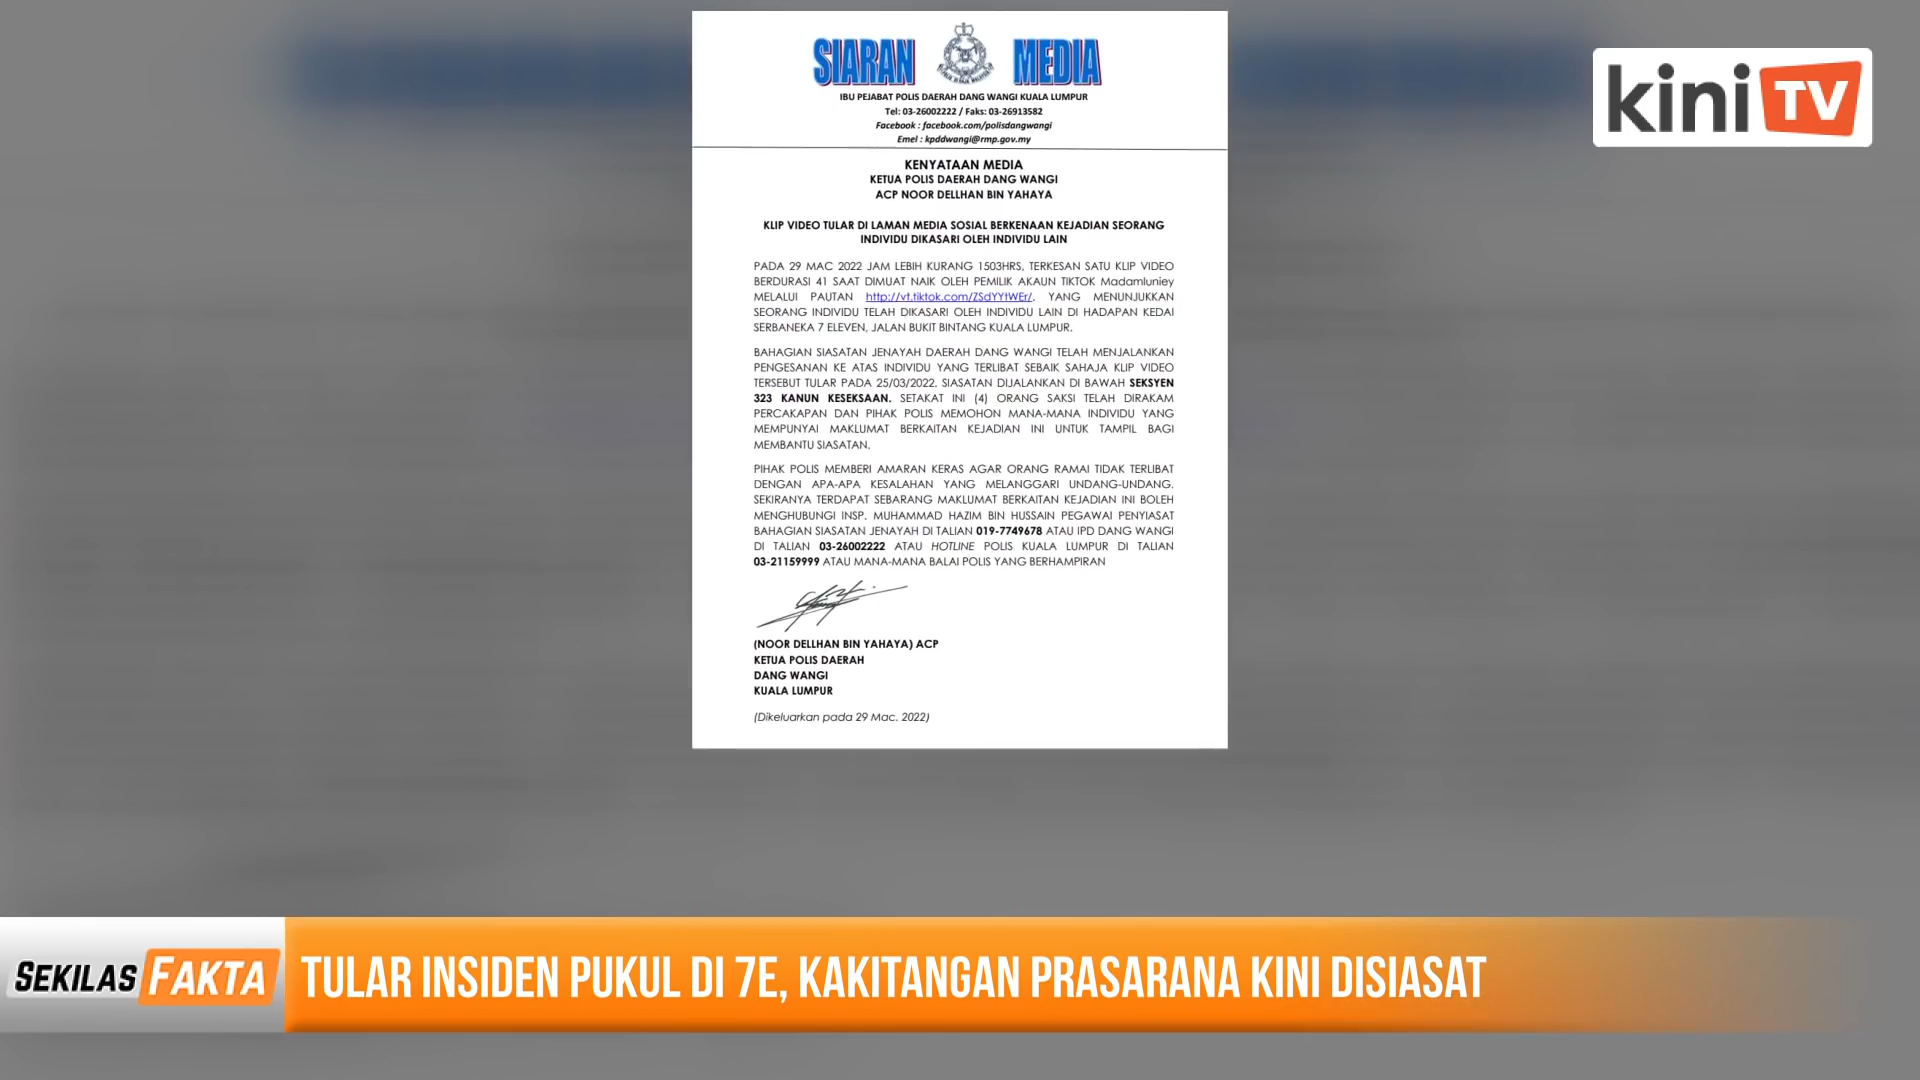 SIARAN MEDIA
IBU PEJABAT POLIS DAERAH DANG WANGI KUALA LUMPUR
Tel: 03-26002222 / Faks: 03-26913582
Facebook : facebook.com/polisdangwangi
Emel : kpddwangi@rmp.gov.my
KENYATAAN MEDIA
KETUA POLIS DAERAH DANG WANGI
ACP NOOR DELLHAN BIN YAHAYA
KLIP VIDEO TULAR DI LAMAN MEDIA SOSIAL BERKENAAN KEJADIAN SEORANG
INDIVIDU DIKASARI OLEH INDIVIDU LAIN
PADA 29 MAC 2022 JAM LEBIH KURANG 1503HRS, TERKESAN SATU KLIP VIDEO
BERDURASI 41 SAAT DIMUAT NAIK OLEH PEMILIK AKAUN TIKTOK Madamluniey
MELALUI PAUTAN http://vt.tiktok.com/ZSdYYtWEr/. YANG MENUNJUKKAN
SEORANG INDIVIDU TELAH DIKASARI OLEH INDIVIDU LAIN DI HADAPAN KEDAI
SERBANEKA 7 ELEVEN, JALAN BUKIT BINTANG KUALA LUMPUR.
BAHAGIAN SIASATAN JENAYAH DAERAH DANG WANGI TELAH MENJALANKAN
PENGESANAN KE ATAS INDIVIDU YANG TERLIBAT SEBAIK SAHAJA KLIP VIDEO
TERSEBUT TULAR PADA 25/03/2022. SIASATAN DIJALANKAN DI BAWAH SEKSYEN
323 KANUN KESEKSAAN. SETAKAT INI (4) ORANG SAKSI TELAH DIRAKAM
PERCAKAPAN DAN PIHAK POLIS MEMOHON MANA-MANA INDIVIDU YANG
MEMPUNYAI MAKLUMAT BERKAITAN KEJADIAN INI UNTUK TAMPIL BAGI
MEMBANTU SIASATAN.
PIHAK POLIS MEMBERI AMARAN KERAS AGAR ORANG RAMAI TIDAK TERLIBAT
DENGAN APA-APA KESALAHAN YANG MELANGGARI UNDANG-UNDANG.
SEKIRANYA TERDAPAT SEBARANG MAKLUMAT BERKAITAN KEJADIAN INI BOLEH
MENGHUBUNGI INSP. MUHAMMAD HAZIM BIN HUSSAIN PEGAWAI PENYIASAT
BAHAGIAN SIASATAN JENAYAH DI TALIAN 019-7749678 ATAU IPD DANG WANGI
DI TALIAN 03-26002222 ATAU HOTLINE POLIS KUALA LUMPUR DI TALIAN
03-21159999 ATAU MANA-MANA BALAI POLIS YANG BERHAMPIRAN
(NOOR DELLHAN BIN YAHAYA) ACP
KETUA POLIS DAERAH
DANG WANGI
KUALA LUMPUR
(Dikeluarkan pada 29 Mac. 2022)
kini TV
SEKILAS FAKTA
TULAR INSIDEN PUKUL DI 7E, KAKITANGAN PRASARANA KINI DISIASAT